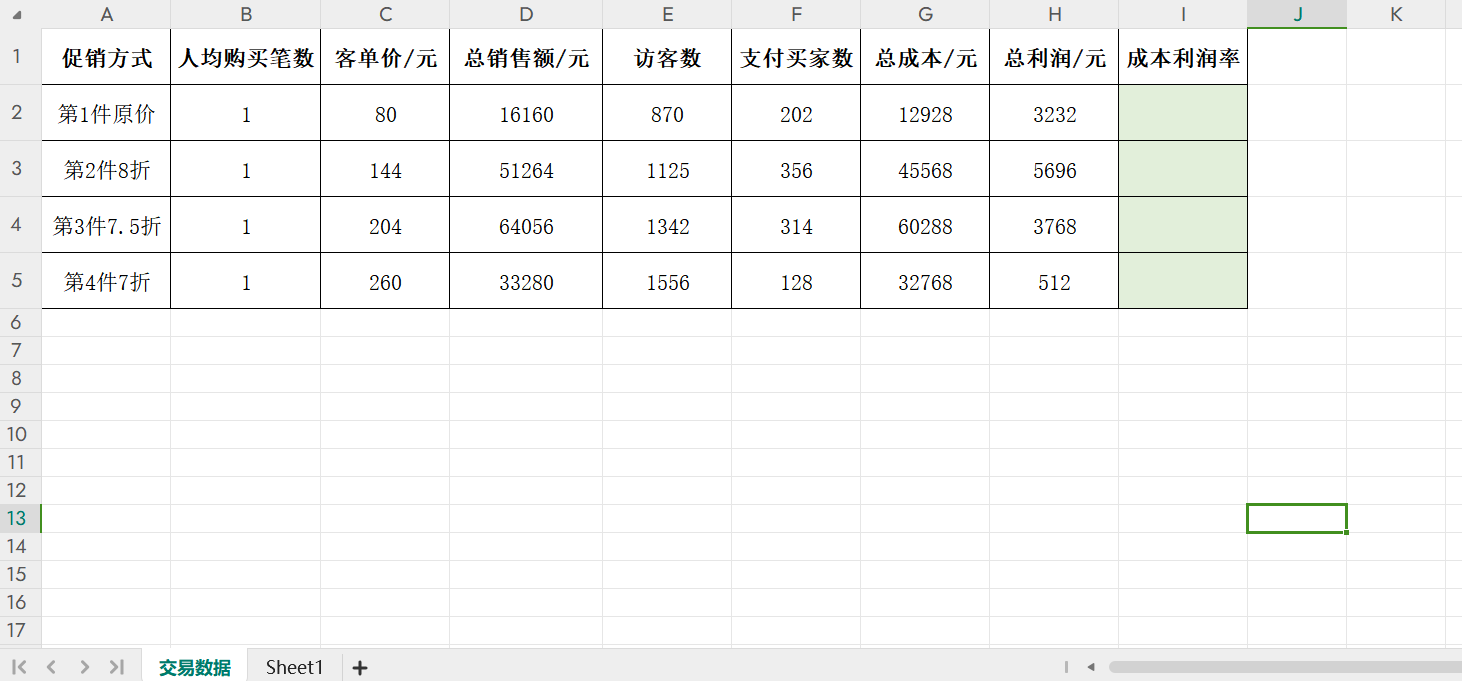 A B C D E F G H I J K
1 促销方式 人均购买笔数 客单价/元 总销售额/元 访客数 支付买家数 总成本/元 总利润/元 成本利润率
2 第1件原价 1 80 16160 870 202 12928 3232
3 第2件8折 1 144 51264 1125 356 45568 5696
4 第3件7.5折 1 204 64056 1342 314 60288 3768
5 第4件7折 1 260 33280 1556 128 32768 512
6
7
8
9
10
11
12
13
14
15
16
17
交易数据 Sheet1